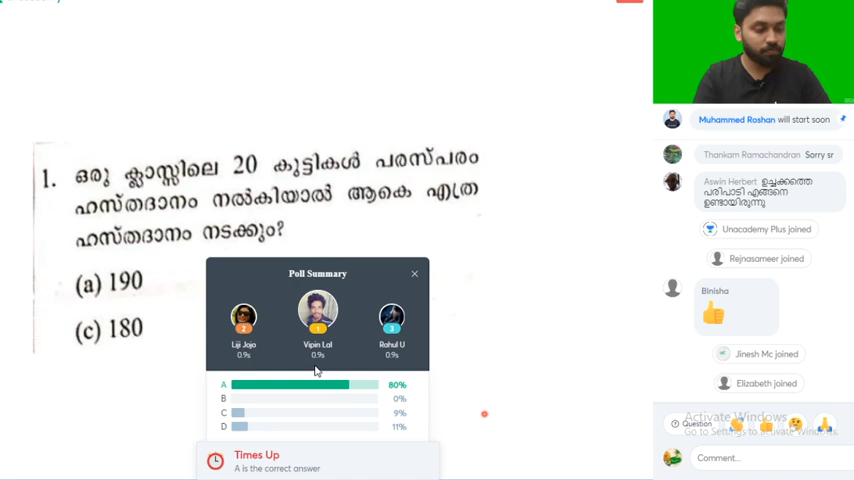 1. ഒരു ക്ലാസ്സിലെ 20 കുട്ടികൾ പരസ്പരം
ഹസ്തദാനം നൽകിയാൽ ആകെ എത്ര
ഹസ്തദാനം നടക്കും?
(a) 190
(c) 180
Poll Summary
2
1
3
Liji Jojo
Vipin Lal
Rahul U
0.9s
0.9s
0.9s
A 80%
B 0%
C 9%
D 11%
Times Up
A is the correct answer
Muhammed Roshan will start soon
Thankam Ramachandran Sorry sr
Aswin Herbert ഉച്ചക്കത്തെ
പരിപാടി എങ്ങനെ
ഉണ്ടായിരുന്നു
Unacademy Plus joined
Rejnasameer joined
Binisha
Jinesh Mc joined
Elizabeth joined
Activate Windows
Question
Go to Settings to activate Windows.
Comment...